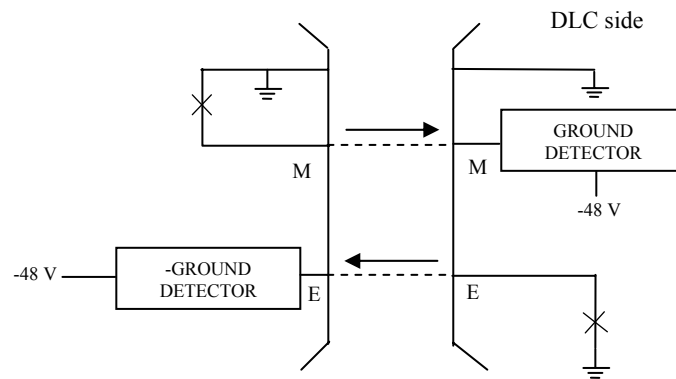 DLC side
GROUND
DETECTOR
M
M
-48 V
-48 V
-GROUND
DETECTOR
E
E